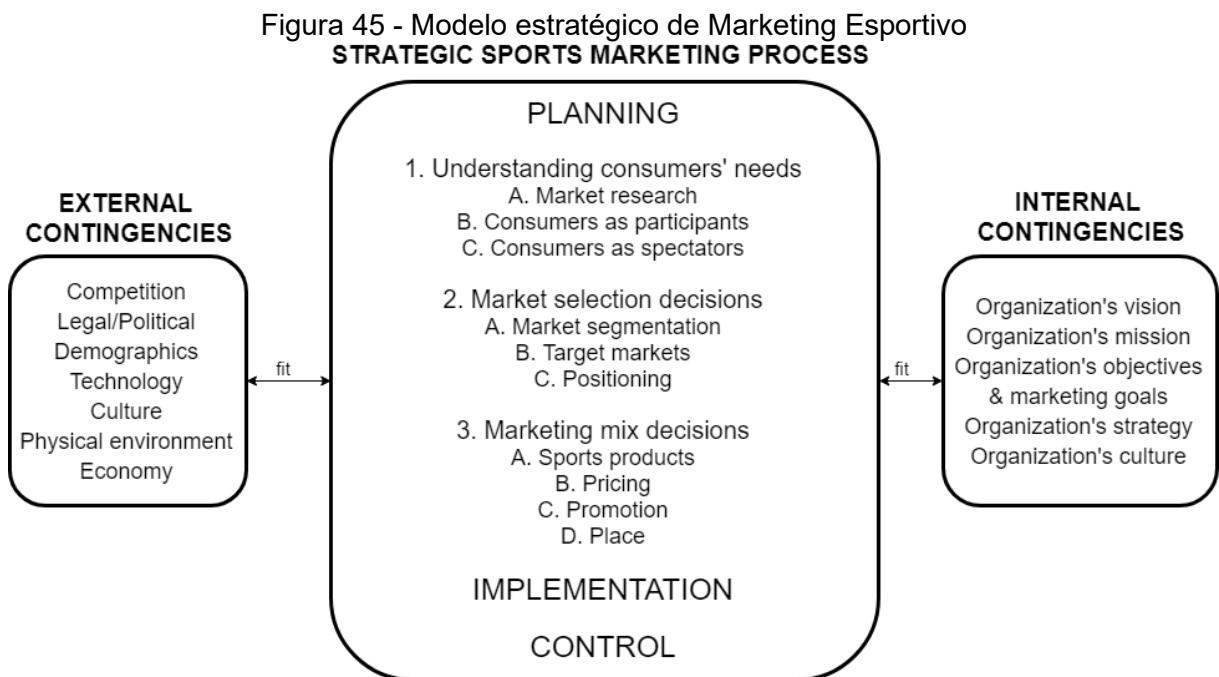 Figura 45 - Modelo estratégico de Marketing Esportivo
STRATEGIC SPORTS MARKETING PROCESS
EXTERNAL
CONTINGENCIES
Competition
Legal/Political
Demographics
Technology
Culture
Physical environment
Economy
fit
PLANNING
1. Understanding consumers' needs
A. Market research
B. Consumers as participants
C. Consumers as spectators
2. Market selection decisions
A. Market segmentation
B. Target markets
C. Positioning
3. Marketing mix decisions
A. Sports products
B. Pricing
C. Promotion
D. Place
IMPLEMENTATION
CONTROL
fit
INTERNAL
CONTINGENCIES
Organization's vision
Organization's mission
Organization's objectives
& marketing goals
Organization's strategy
Organization's culture